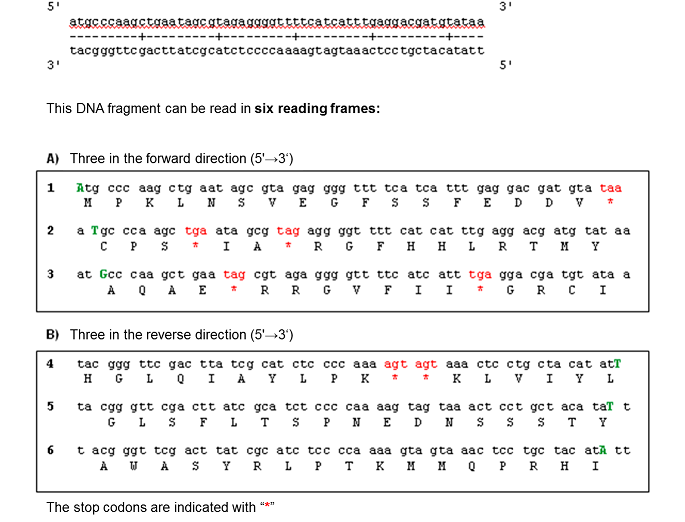 5' 3'
atgcccaagctgaatagcgtagaggggttttcatcatttgaggacgatgtataa
---------+---------+---------+---------+---------+----
tacgggttcgacttatcgcatctccccaaaagtagtaaactcctgctacatatt
3' 5'
This DNA fragment can be read in six reading frames:
A) Three in the forward direction (5'→3‘)
1 Atg ccc aag ctg aat agc gta gag ggg ttt tca tca ttt gag gac gat gta taa
M P K L N S V E G F S S F E D D V *
2 a Tgc cca agc tga ata gcg tag agg ggt ttt cat cat ttg agg acg atg tat aa
C P S * I A * R G F H H L R T M Y
3 at Gcc caa gct gaa tag cgt aga ggg gtt ttc atc att tga gga cga tgt ata a
A Q A E * R R G V F I I * G R C I
B) Three in the reverse direction (5'→3‘)
4 tac ggg ttc gac tta tcg cat ctc ccc aaa agt agt aaa ctc ctg cta cat atT
H G L Q I A Y L P K * * K L V I Y L
5 ta cgg gtt cga ctt atc gca tct ccc caa aag tag taa act cct gct aca taT t
G L S F L T S P N E D N S S S T Y
6 t acg ggt tcg act tat cgc atc tcc cca aaa gta gta aac tcc tgc tac atA tt
A W A S Y R L P T K M M Q P R H I
The stop codons are indicated with “*”